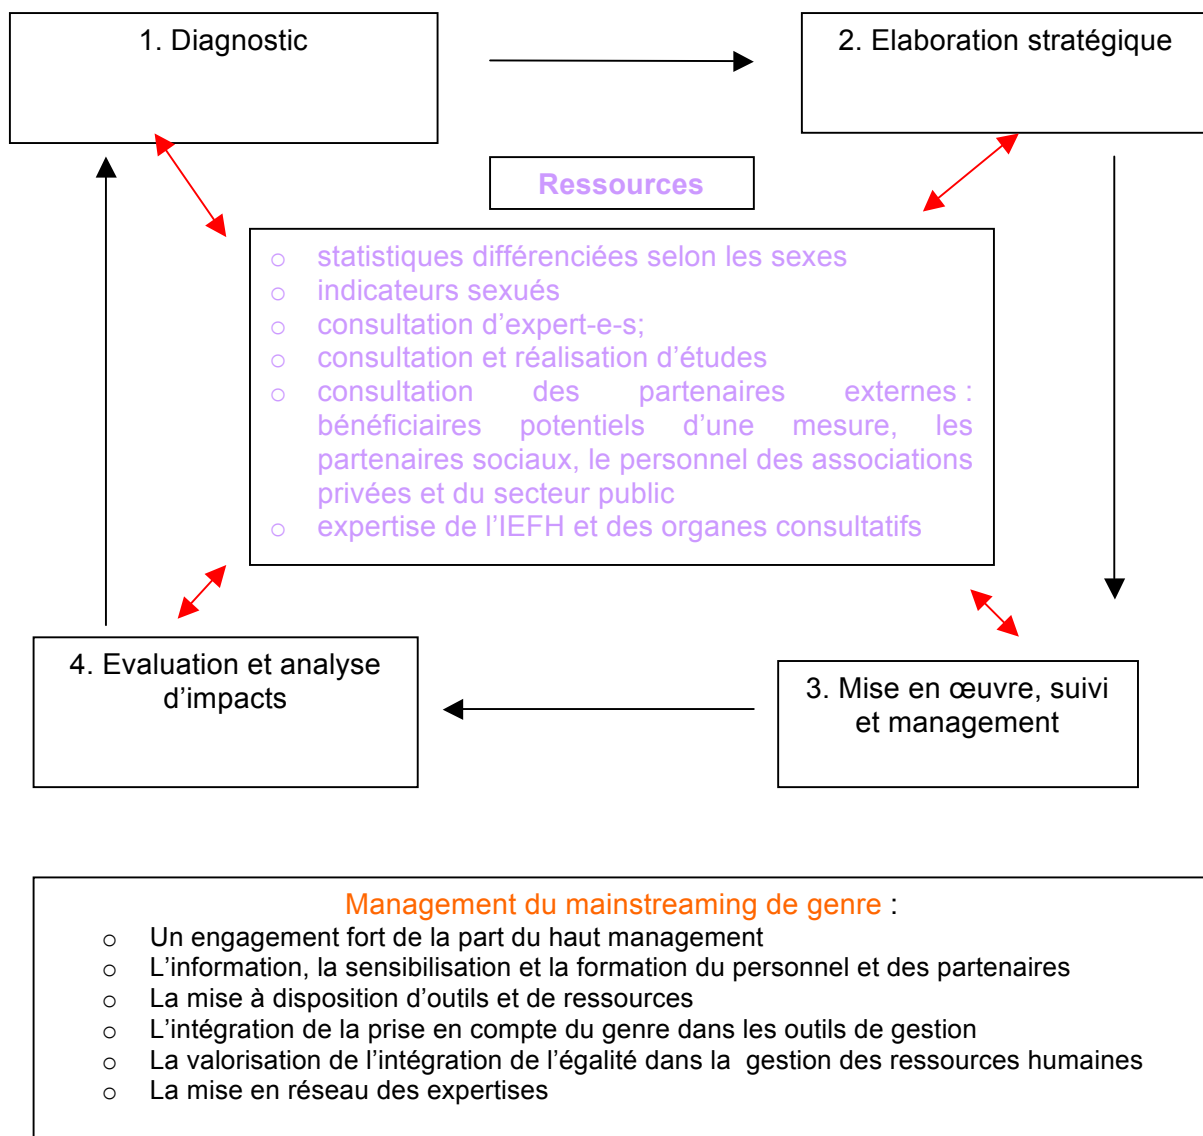 1. Diagnostic
2. Elaboration stratégique
Ressources
o statistiques différenciées selon les sexes
o indicateurs sexués
o consultation d’expert-e-s;
o consultation et réalisation d’études
o consultation des partenaires externes :
bénéficiaires potentiels d’une mesure, les
partenaires sociaux, le personnel des associations
privées et du secteur public
o expertise de l’IEFH et des organes consultatifs
4. Evaluation et analyse
d’impacts
3. Mise en œuvre, suivi
et management
Management du mainstreaming de genre :
o Un engagement fort de la part du haut management
o L’information, la sensibilisation et la formation du personnel et des partenaires
o La mise à disposition d’outils et de ressources
o L’intégration de la prise en compte du genre dans les outils de gestion
o La valorisation de l’intégration de l’égalité dans la gestion des ressources humaines
o La mise en réseau des expertises